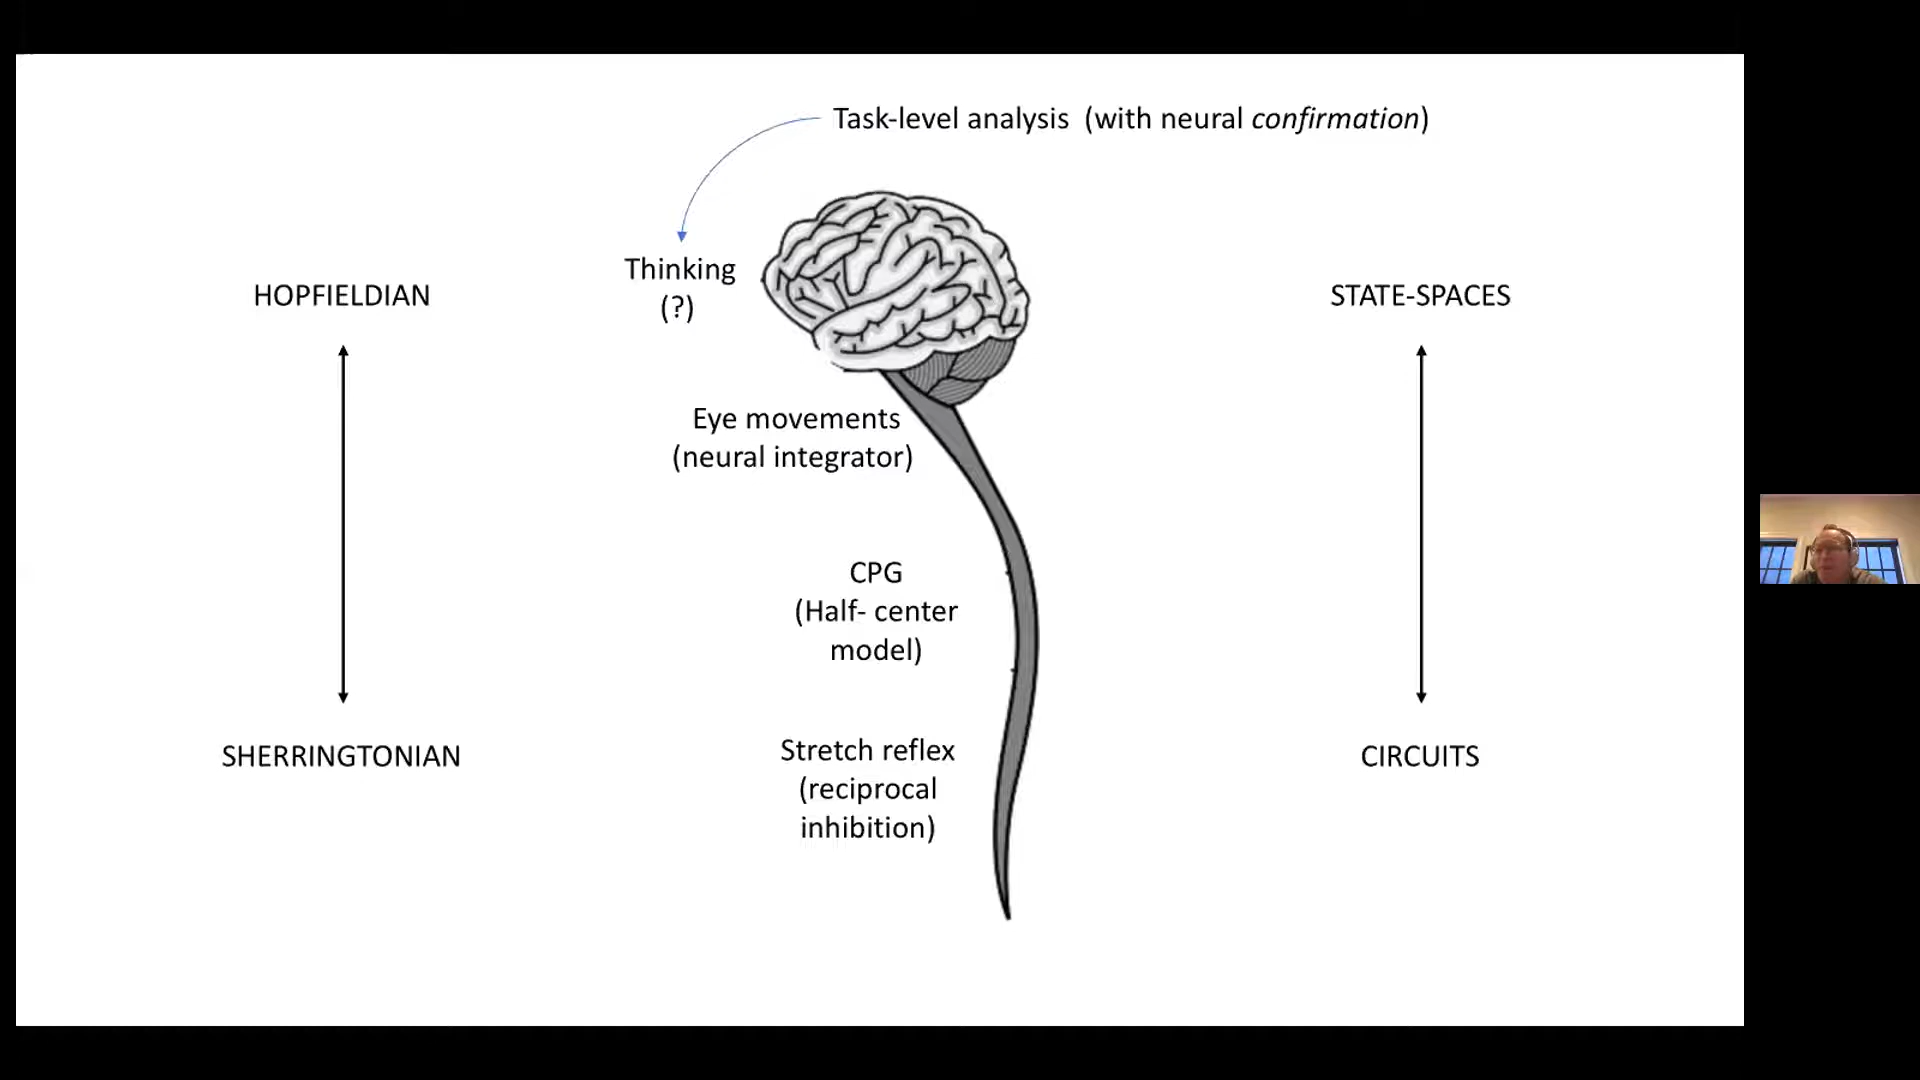 Task-level analysis (with neural confirmation)
Thinking
(?)
HOPFIELDIAN
STATE-SPACES
Eye movements
(neural integrator)
CPG
(Half- center
model)
SHERRINGTONIAN
Stretch reflex
(reciprocal
inhibition)
CIRCUITS